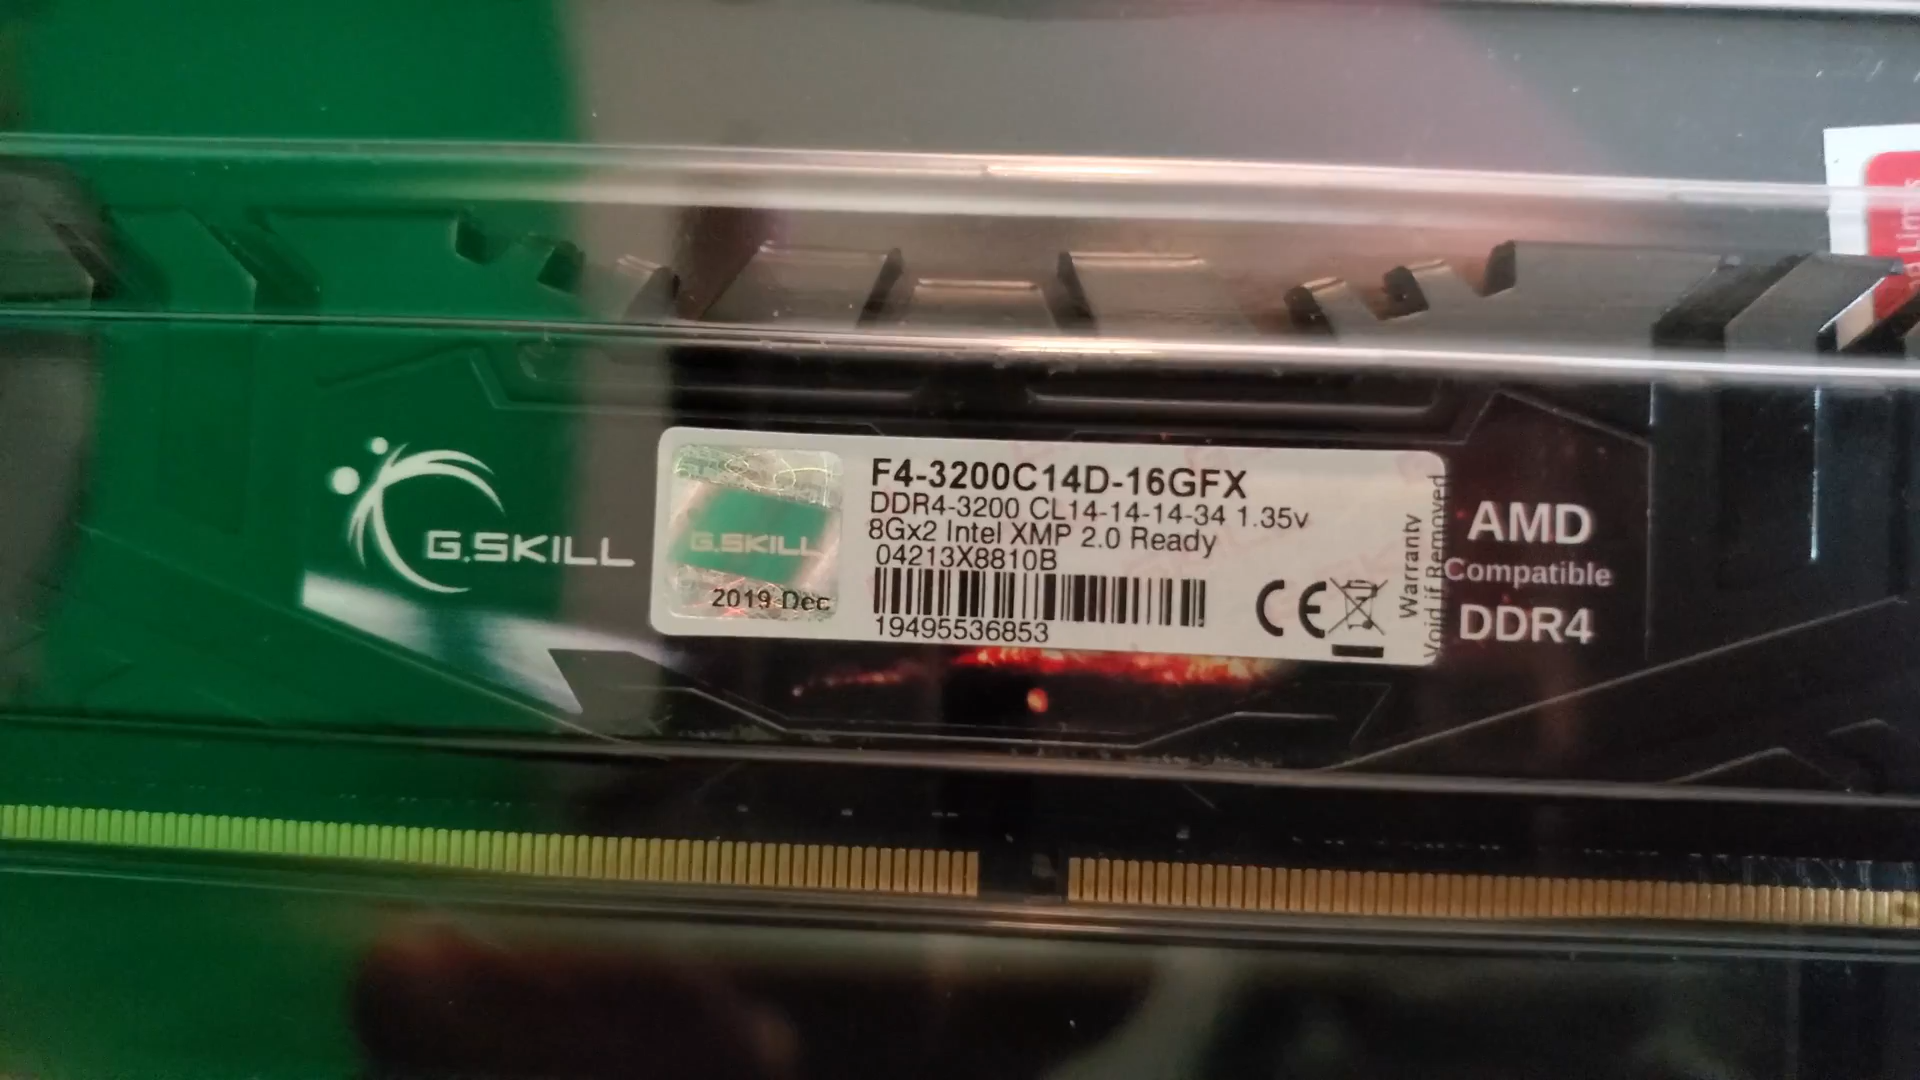 G.SKILL
G.SKILL
2019 Dec
F4-3200C14D-16GFX
DDR4-3200 CL14-14-14-34 1.35v
8Gx2 Intel XMP 2.0 Ready
04213X8810B
19495536853
CE
Warranty
Void if Removed
AMD
Compatible
DDR4